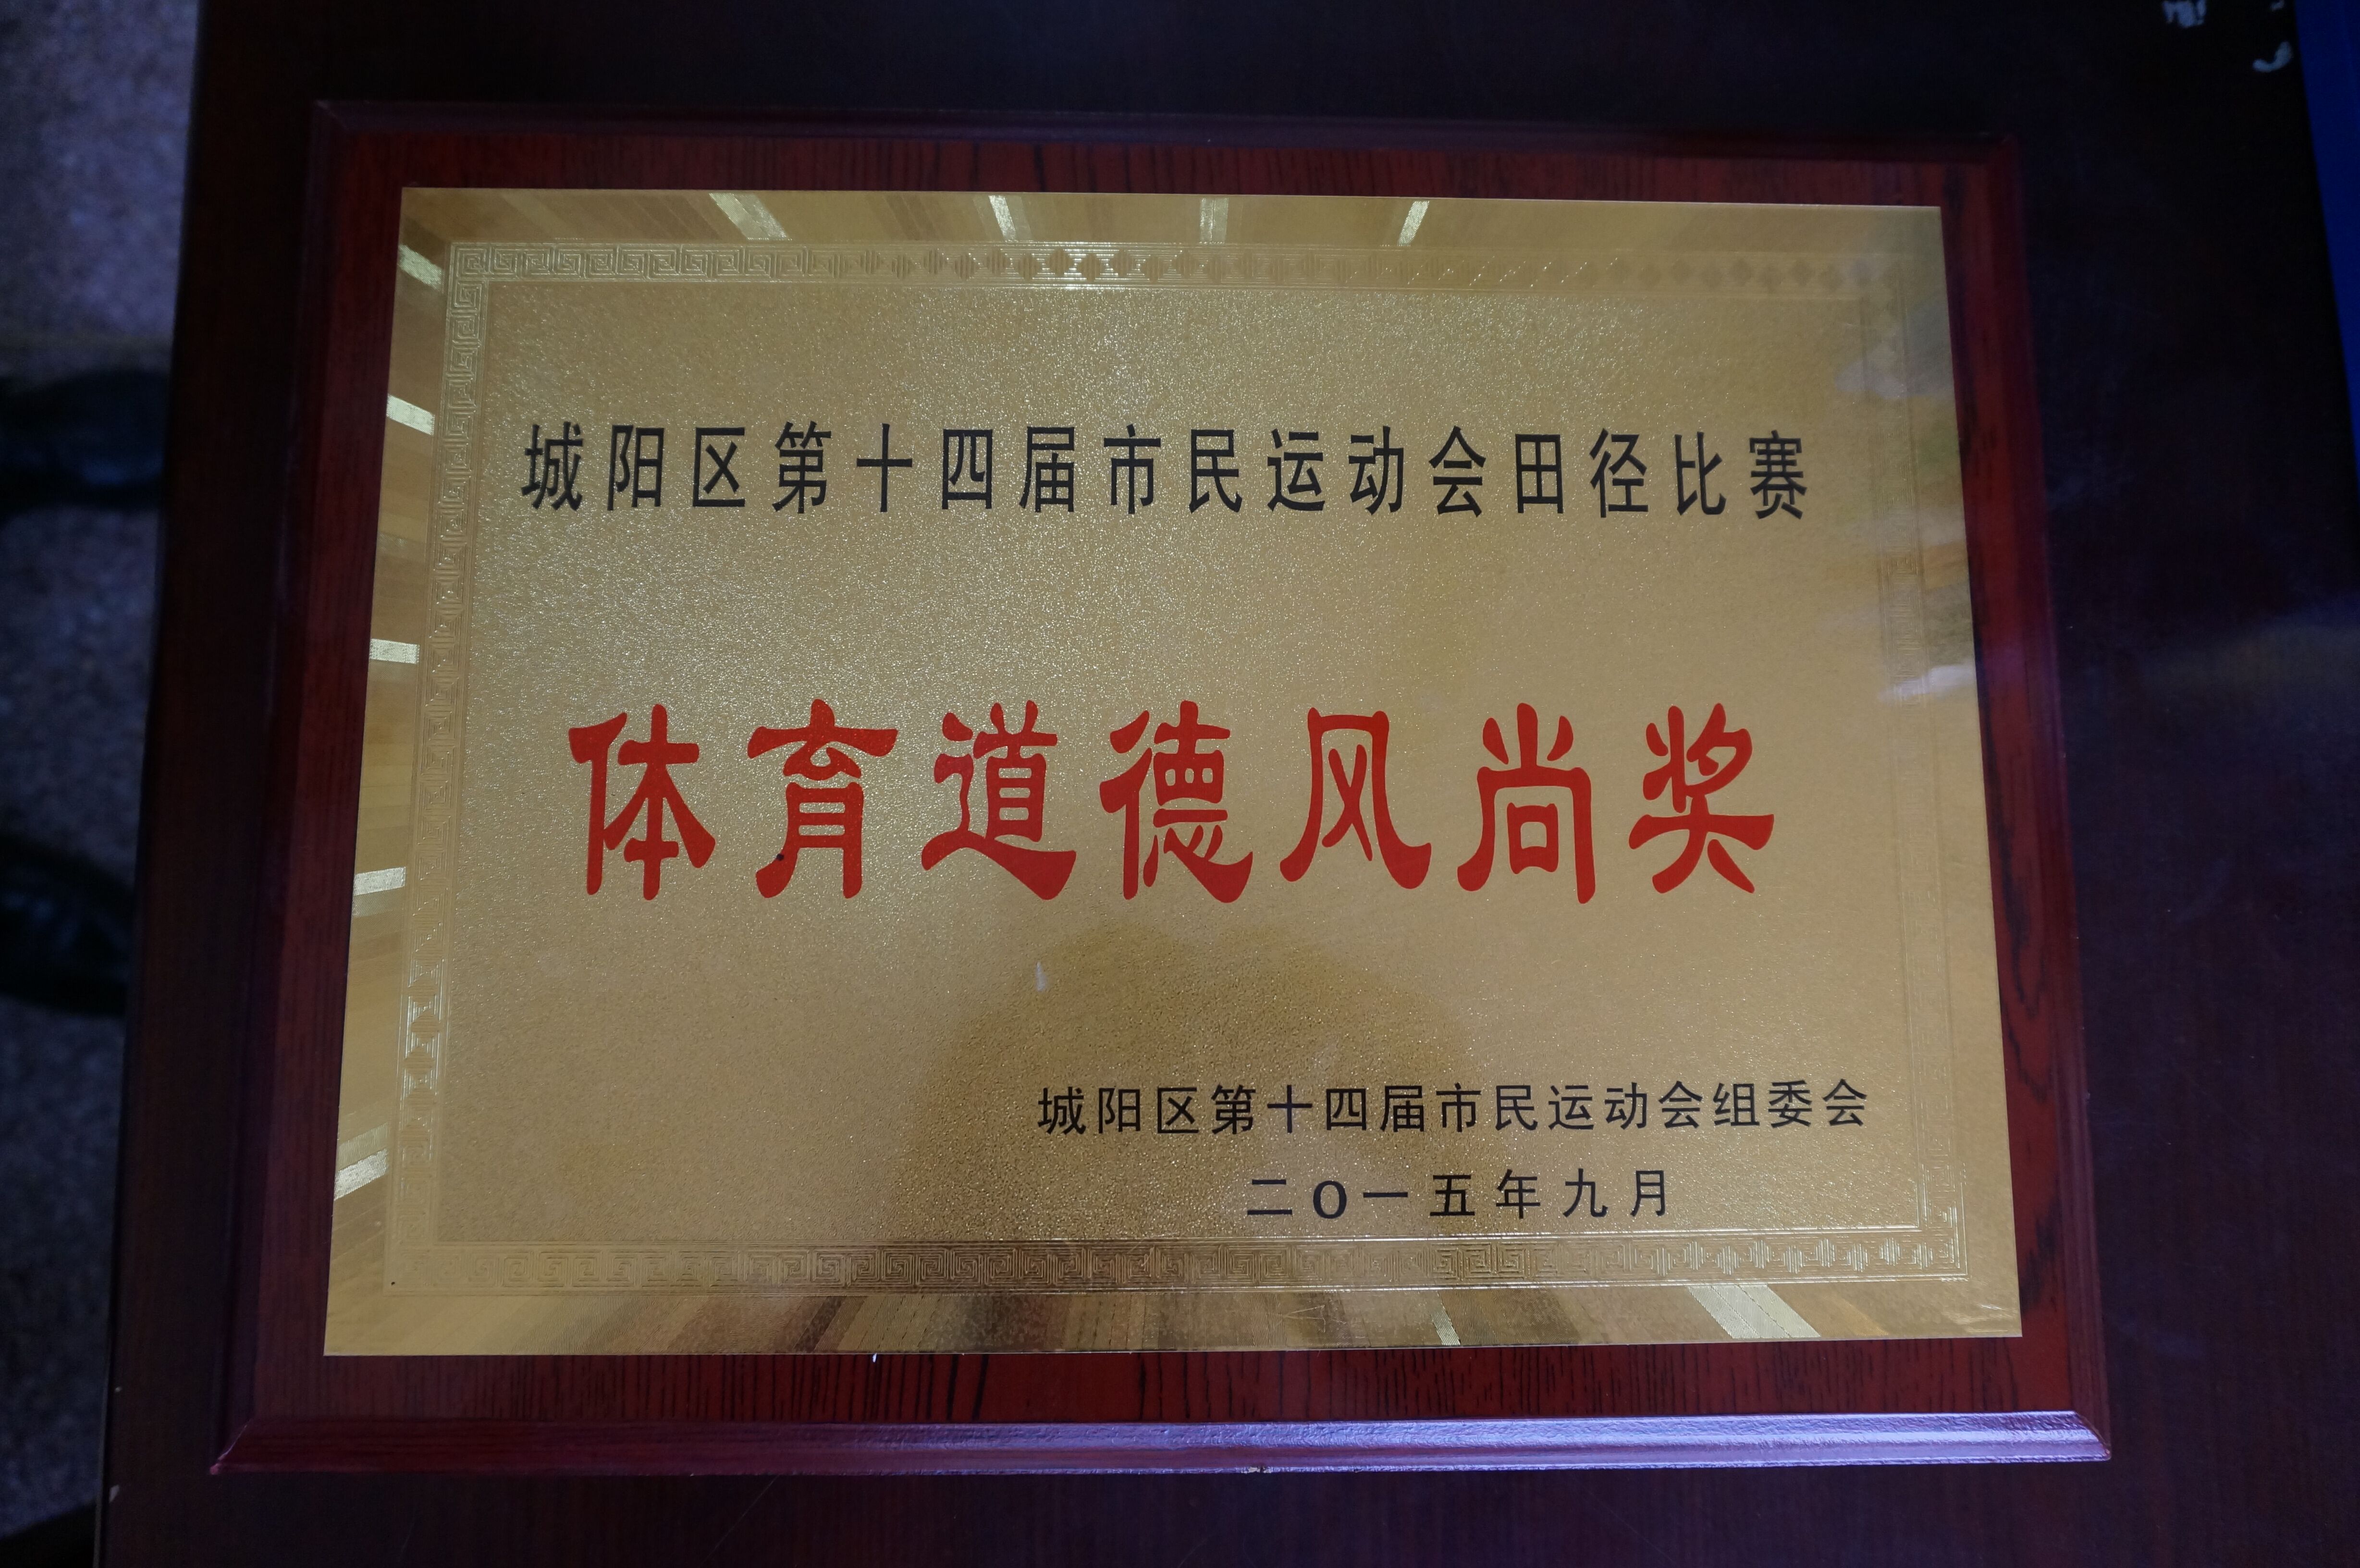 城阳区第十四届市民运动会田径比赛
体育道德风尚奖
城阳区第十四届市民运动会组委会
二０一五年九月